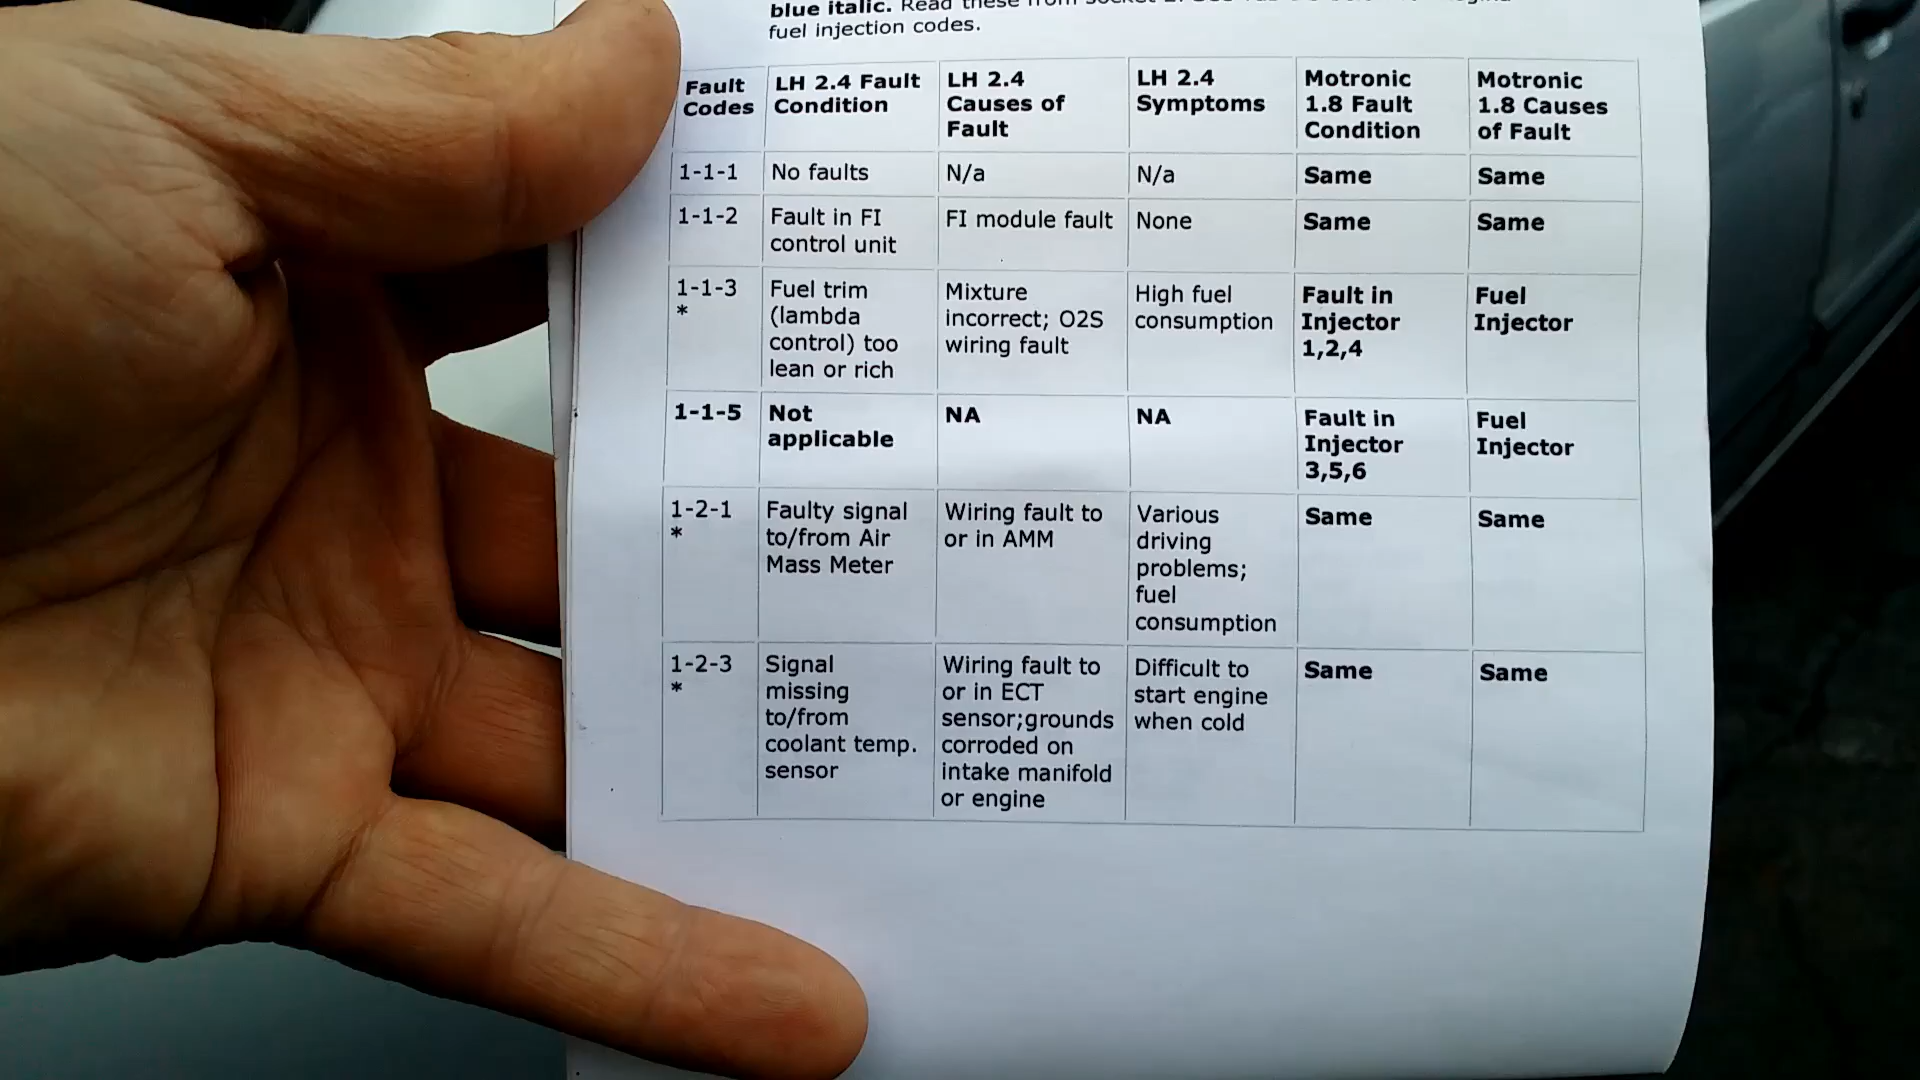 blue italic. Read these from socket
fuel injection codes.
Fault Codes
LH 2.4 Fault Condition
LH 2.4 Causes of Fault
LH 2.4 Symptoms
Motronic 1.8 Fault Condition
Motronic 1.8 Causes of Fault
1-1-1
No faults
N/a
N/a
Same
Same
1-1-2
Fault in FI
control unit
FI module fault
None
Same
Same
1-1-3
*
Fuel trim
(lambda
control) too
lean or rich
Mixture
incorrect; O2S
wiring fault
High fuel
consumption
Fault in
Injector
1,2,4
Fuel
Injector
1-1-5
Not
applicable
NA
NA
Fault in
Injector
3,5,6
Fuel
Injector
1-2-1
*
Faulty signal
to/from Air
Mass Meter
Wiring fault to
or in AMM
Various
driving
problems;
fuel
consumption
Same
Same
1-2-3
*
Signal
missing
to/from
coolant temp.
sensor
Wiring fault to
or in ECT
sensor;grounds
corroded on
intake manifold
or engine
Difficult to
start engine
when cold
Same
Same